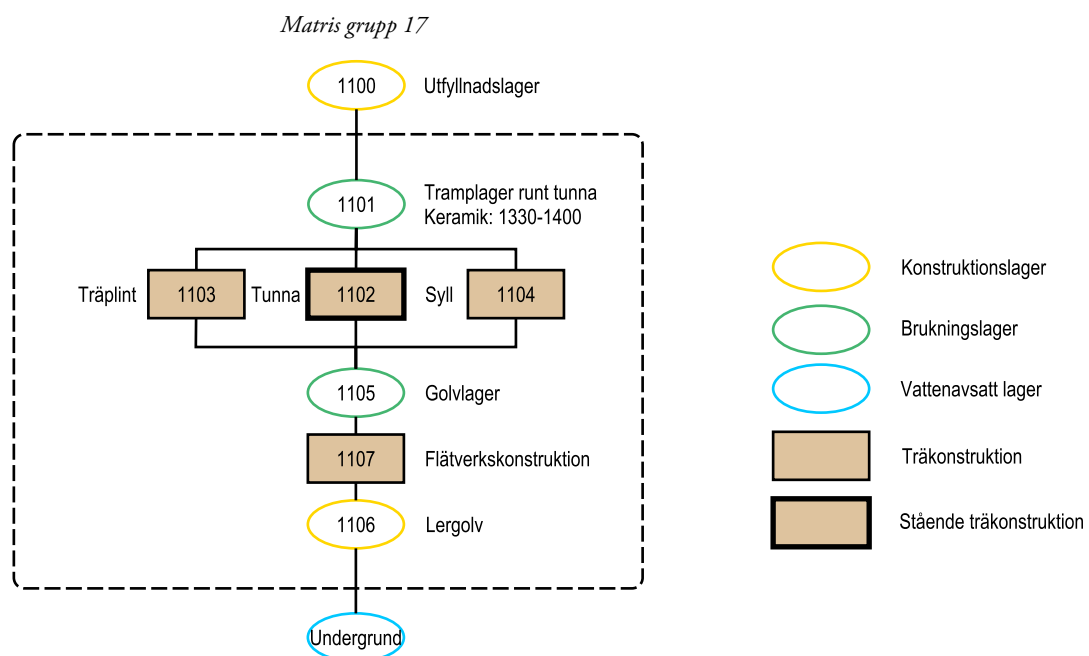 Matris grupp 17
1100 Utfyllnadslager
1101 Tramplager runt tunna
Keramik: 1330-1400
Träplint 1103 Tunna 1102 Syll 1104
1105 Golvlager
1107 Flätverkskonstruktion
1106 Lergolv
Undergrund
Konstruktionslager
Brukningslager
Vattenavsatt lager
Träkonstruktion
Stående träkonstruktion